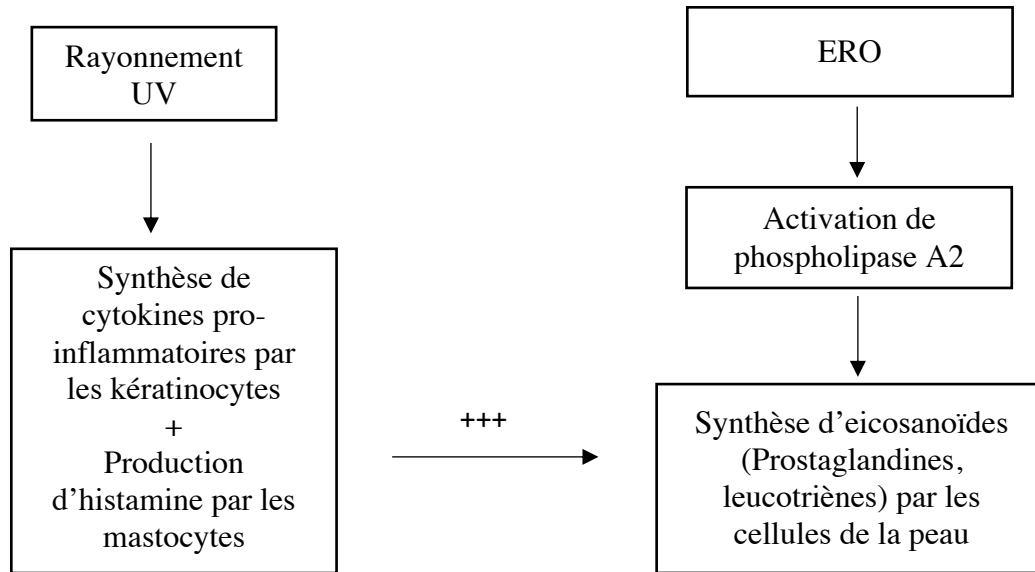 Rayonnement
UV
ERO
Activation de
phospholipase A2
Synthèse de
cytokines pro-
inflammatoires par
les kératinocytes
+
Production
d’histamine par les
mastocytes
+++
Synthèse d’eicosanoïdes
(Prostaglandines,
leucotriènes) par les
cellules de la peau